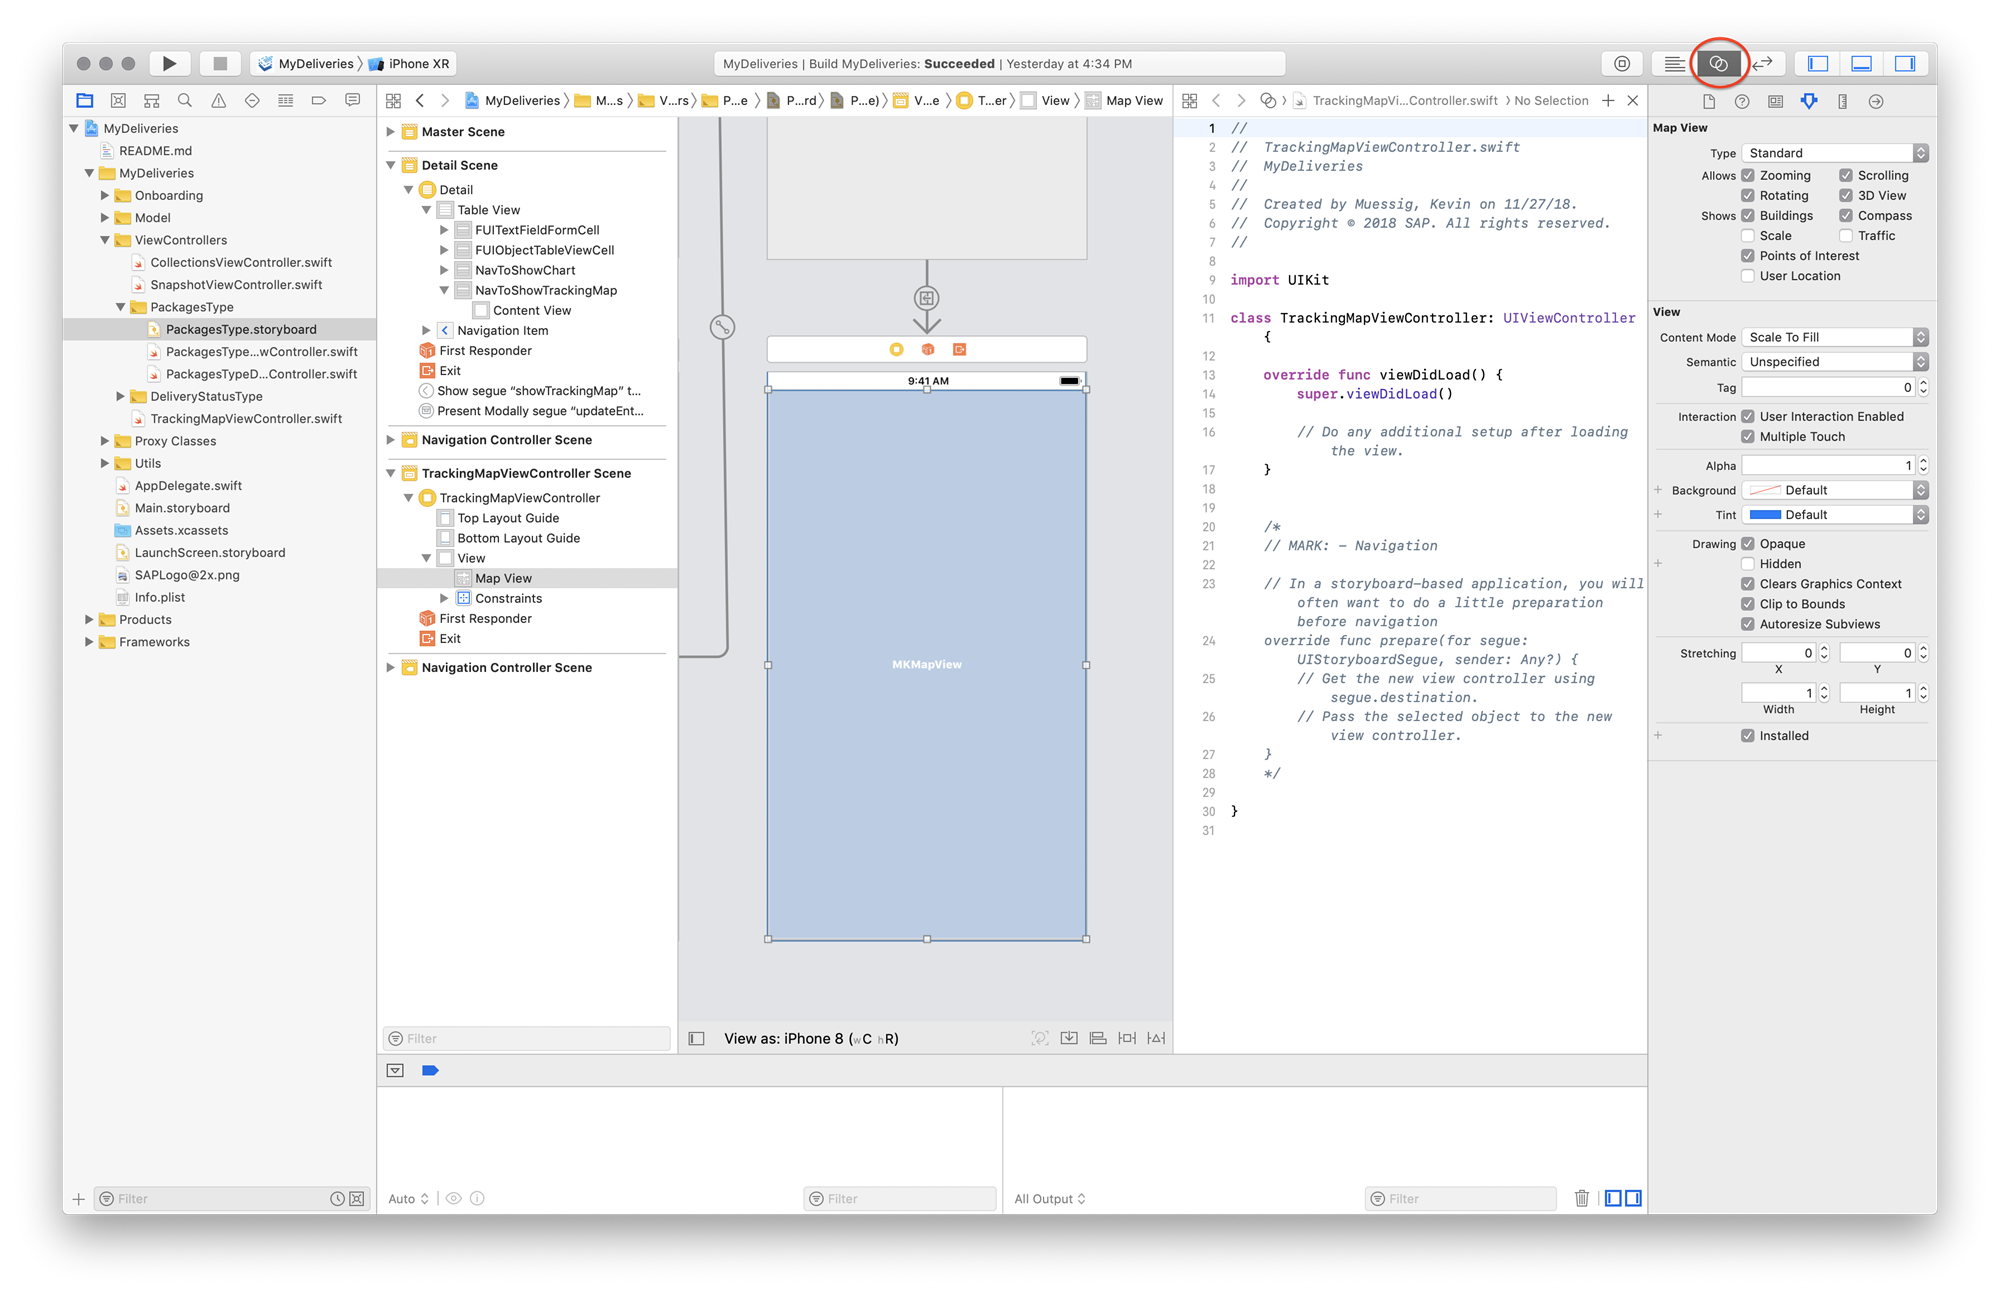 MyDeliveries iPhone XR
MyDeliveries | Build MyDeliveries: Succeeded | Yesterday at 4:34 PM
MyDeliveries
README.md
MyDeliveries
Onboarding
Model
ViewControllers
CollectionsViewController.swift
SnapshotViewController.swift
PackagesType
PackagesType.storyboard
PackagesType...wController.swift
PackagesTypeD...Controller.swift
DeliveryStatusType
TrackingMapViewController.swift
Proxy Classes
Utils
AppDelegate.swift
Main.storyboard
Assets.xcassets
LaunchScreen.storyboard
SAPLogo@2x.png
Info.plist
Products
Frameworks
Filter
MyDeliveries M...s V...rs P...e P...rd P...e) V...e T...er View Map View
Master Scene
Detail Scene
Detail
Table View
FUITextFieldFormCell
FUIObjectTableViewCell
NavToShowChart
NavToShowTrackingMap
Content View
Navigation Item
First Responder
Exit
Show segue “showTrackingMap” t...
Present Modally segue “updateEnt...
Navigation Controller Scene
TrackingMapViewController Scene
TrackingMapViewController
Top Layout Guide
Bottom Layout Guide
View
Map View
Constraints
First Responder
Exit
Navigation Controller Scene
Filter
9:41 AM
MKMapView
View as: iPhone 8 (wC hR)
TrackingMapVi...Controller.swift No Selection
1 //
2 //  TrackingMapViewController.swift
3 //  MyDeliveries
4 //
5 //  Created by Muessig, Kevin on 11/27/18.
6 //  Copyright © 2018 SAP. All rights reserved.
7 //
8
9 import UIKit
10
11 class TrackingMapViewController: UIViewController
{
12
13 override func viewDidLoad() {
14 super.viewDidLoad()
15
16 // Do any additional setup after loading
the view.
17 }
18
19
20 /*
21 // MARK: - Navigation
22
23 // In a storyboard-based application, you will
often want to do a little preparation
before navigation
24 override func prepare(for segue:
UIStoryboardSegue, sender: Any?) {
25 // Get the new view controller using
segue.destination.
26 // Pass the selected object to the new
view controller.
27 }
28 */
29
30 }
31
Map View
Type Standard
Allows Zooming Scrolling
Rotating 3D View
Shows Buildings Compass
Scale Traffic
Points of Interest
User Location
View
Content Mode Scale To Fill
Semantic Unspecified
Tag 0
Interaction User Interaction Enabled
Multiple Touch
Alpha 1
Background Default
Tint Default
Drawing Opaque
Hidden
Clears Graphics Context
Clip to Bounds
Autoresize Subviews
Stretching 0 0
X Y
1 1
Width Height
Installed
Auto
Filter
All Output
Filter